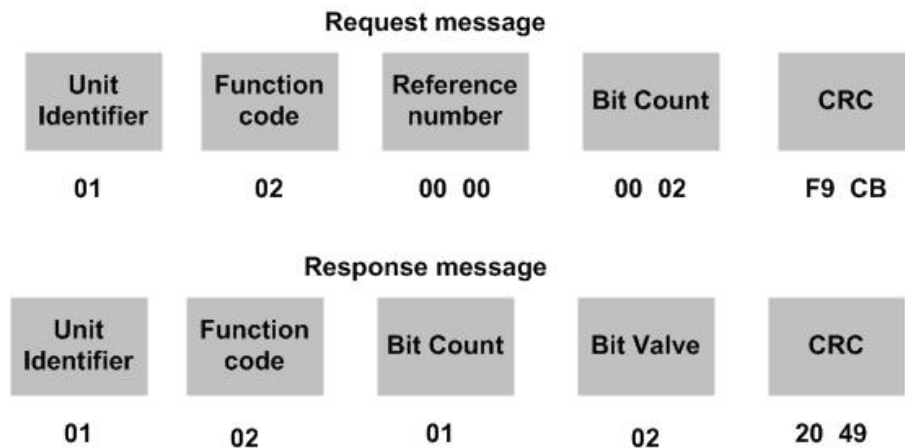 Request message
Unit
Identifier
Function
code
Reference
number
Bit Count
CRC
01
02
00 00
00 02
F9 CB
Response message
Unit
Identifier
Function
code
Bit Count
Bit Valve
CRC
01
02
01
02
20 49